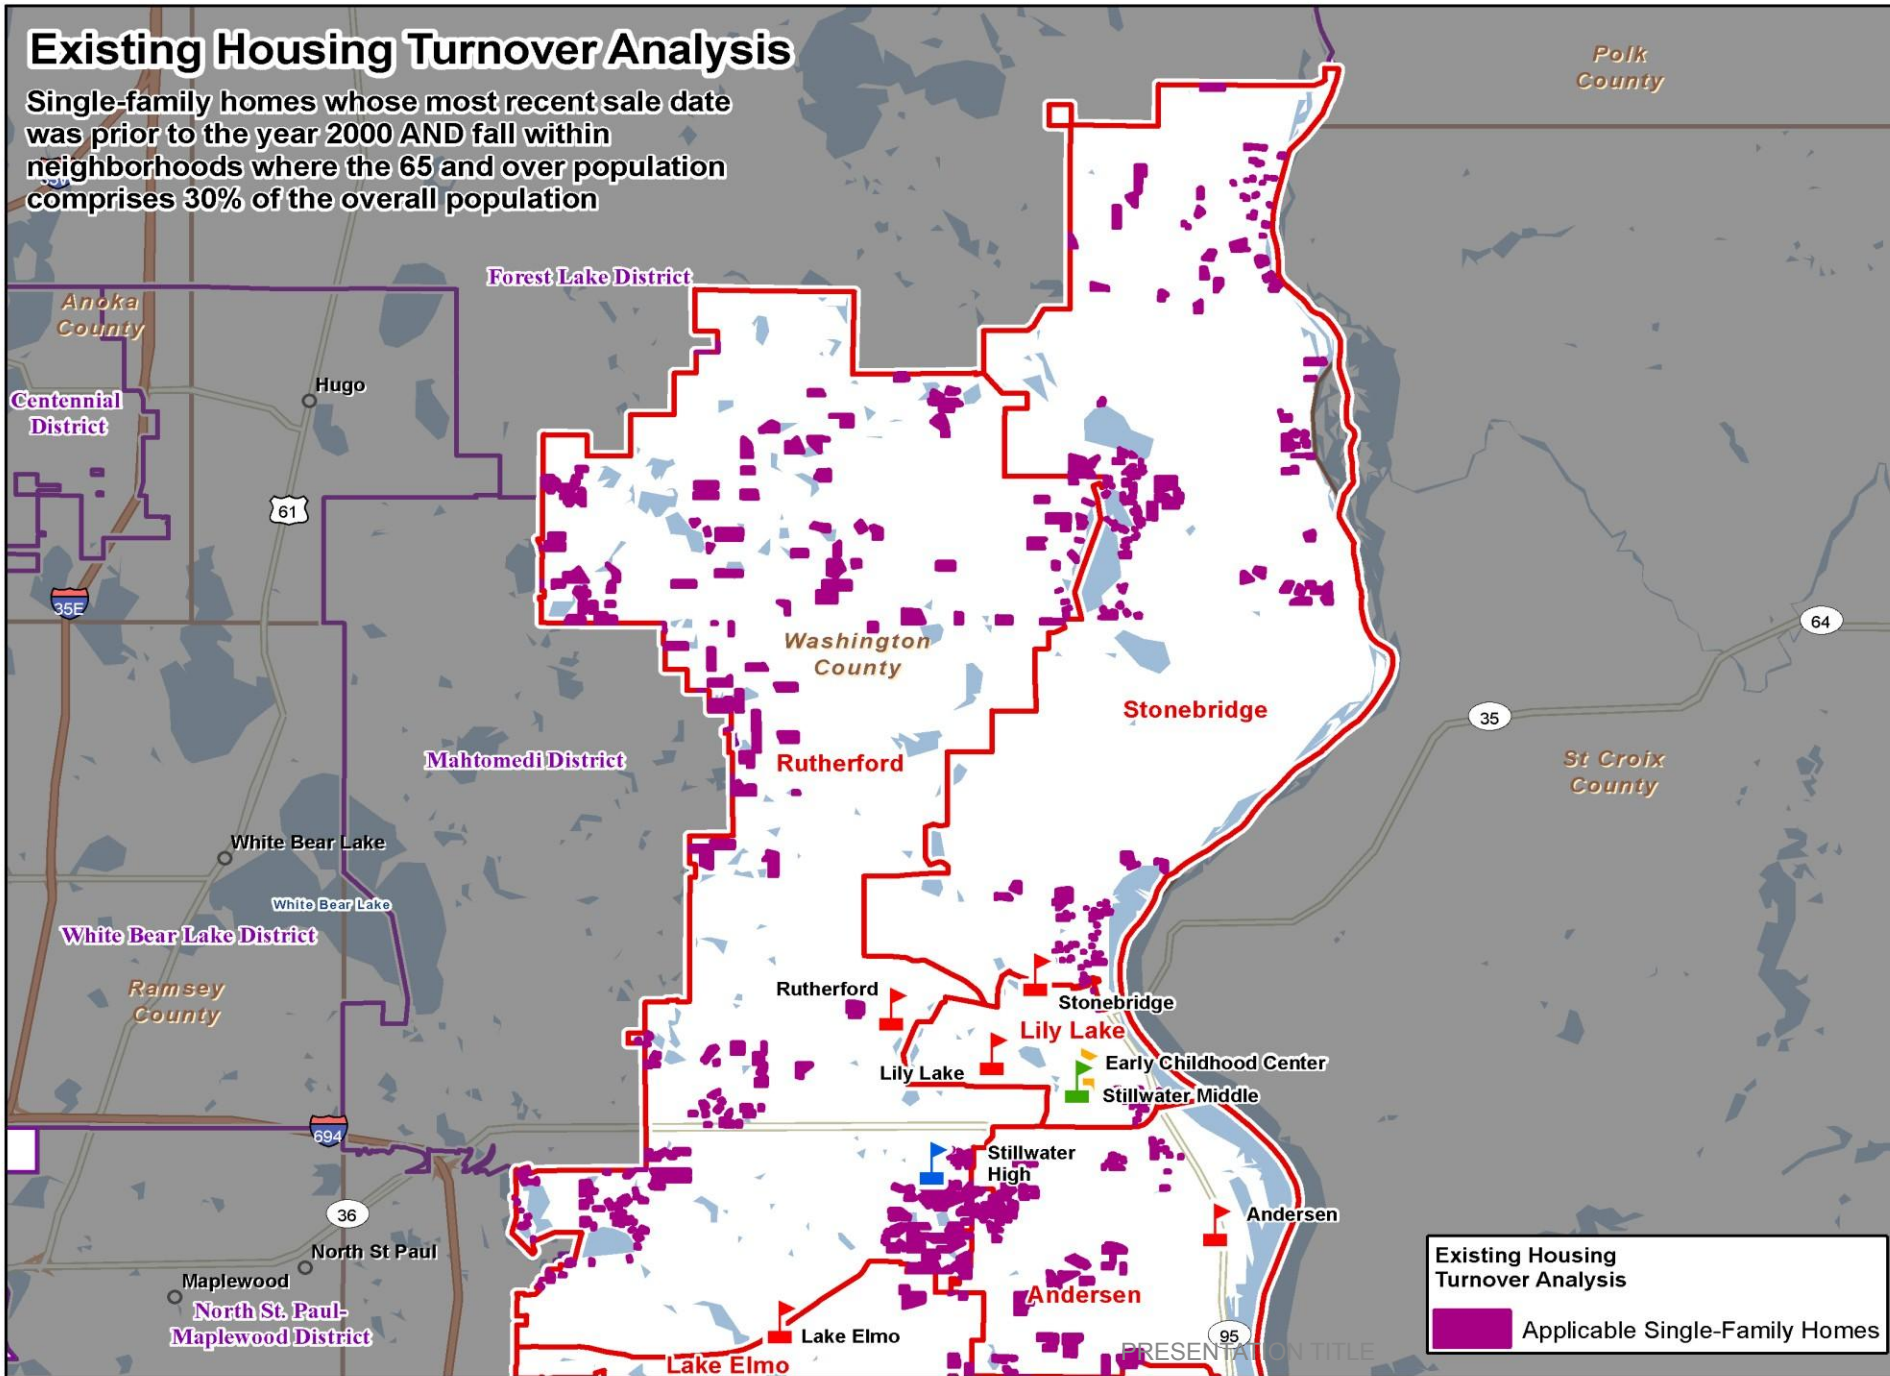 Existing Housing Turnover Analysis
Single-family homes whose most recent sale date
was prior to the year 2000 AND fall within
neighborhoods where the 65 and over population
comprises 30% of the overall population
Polk
County
Forest Lake District
Anoka
County
Hugo
Centennial
District
61
35E
64
Washington
County
Stonebridge
35
Mahtomedi District
Rutherford
St Croix
County
White Bear Lake
White Bear Lake
White Bear Lake District
Ramsey
County
Rutherford
Stonebridge
Lily Lake
Lily Lake
Early Childhood Center
Stillwater Middle
694
Stillwater
High
36
Andersen
North St Paul
Maplewood
North St. Paul-
Maplewood District
Andersen
Lake Elmo
Lake Elmo
95
PRESENTATION TITLE
Existing Housing
Turnover Analysis
Applicable Single-Family Homes